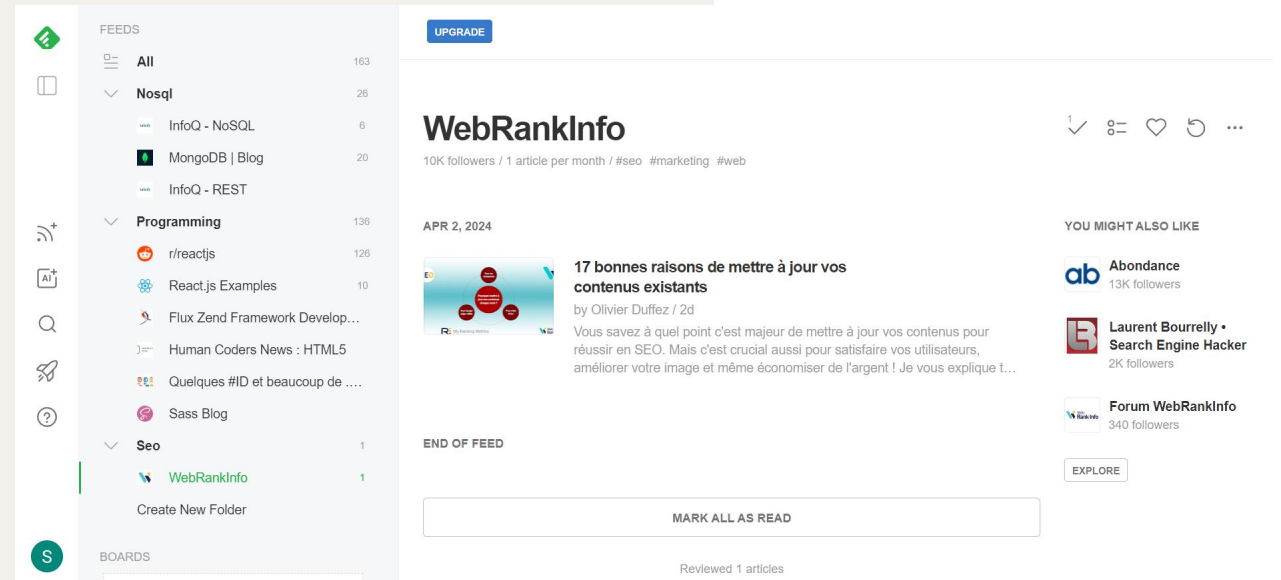 FEEDS
All 163
Nosql 26
InfoQ - NoSQL 6
MongoDB | Blog 20
InfoQ - REST
Programming 136
r/reactjs 126
React.js Examples 10
Flux Zend Framework Develop...
Human Coders News : HTML5
Quelques #ID et beaucoup de ....
Sass Blog
Seo 1
WebRankInfo 1
Create New Folder
BOARDS
S
UPGRADE
WebRankInfo
10K followers / 1 article per month / #seo #marketing #web
1
APR 2, 2024
17 bonnes raisons de mettre à jour vos
contenus existants
by Olivier Duffez / 2d
Vous savez à quel point c'est majeur de mettre à jour vos contenus pour
réussir en SEO. Mais c'est crucial aussi pour satisfaire vos utilisateurs,
améliorer votre image et même économiser de l'argent ! Je vous explique t...
END OF FEED
MARK ALL AS READ
Reviewed 1 articles
YOU MIGHT ALSO LIKE
ab
Abondance
13K followers
Laurent Bourrelly •
Search Engine Hacker
2K followers
Forum WebRankInfo
340 followers
EXPLORE